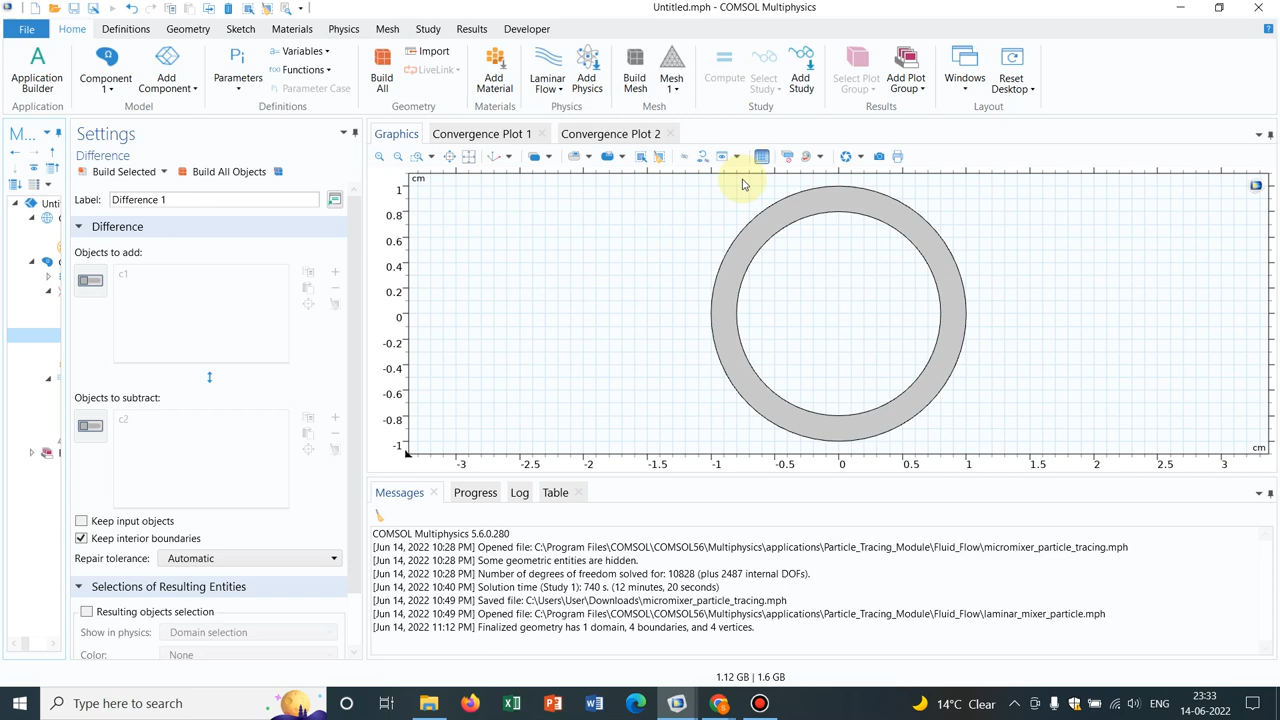 Untitled.mph - COMSOL Multiphysics
File Home Definitions Geometry Sketch Materials Physics Mesh Study Results Developer
Application Builder
Application
Component 1
Add Component
Model
Parameters
Variables
Functions
Parameter Case
Definitions
Build All
Import
LiveLink
Geometry
Add Material
Materials
Laminar Flow
Add Physics
Physics
Build Mesh
Mesh 1
Mesh
Compute
Select Study
Add Study
Study
Select Plot Group
Add Plot Group
Results
Windows
Reset Desktop
Layout
M...
Unti
Settings
Difference
Build Selected
Build All Objects
Label: Difference 1
Difference
Objects to add:
c1
Objects to subtract:
c2
Keep input objects
Keep interior boundaries
Repair tolerance: Automatic
Selections of Resulting Entities
Resulting objects selection
Show in physics: Domain selection
Color: None
Graphics Convergence Plot 1 Convergence Plot 2
cm
1
0.8
0.6
0.4
0.2
0
-0.2
-0.4
-0.6
-0.8
-1
cm
-3 -2.5 -2 -1.5 -1 -0.5 0 0.5 1 1.5 2 2.5 3
Messages Progress Log Table
COMSOL Multiphysics 5.6.0.280
[Jun 14, 2022 10:28 PM] Opened file: C:\Program Files\COMSOL\COMSOL56\Multiphysics\applications\Particle_Tracing_Module\Fluid_Flow\micromixer_particle_tracing.mph
[Jun 14, 2022 10:28 PM] Some geometric entities are hidden.
[Jun 14, 2022 10:28 PM] Number of degrees of freedom solved for: 10828 (plus 2487 internal DOFs).
[Jun 14, 2022 10:40 PM] Solution time (Study 1): 740 s. (12 minutes, 20 seconds)
[Jun 14, 2022 10:49 PM] Saved file: C:\Users\User\Downloads\micromixer_particle_tracing.mph
[Jun 14, 2022 10:49 PM] Opened file: C:\Program Files\COMSOL\COMSOL56\Multiphysics\applications\Particle_Tracing_Module\Fluid_Flow\laminar_mixer_particle.mph
[Jun 14, 2022 11:12 PM] Finalized geometry has 1 domain, 4 boundaries, and 4 vertices.
1.12 GB | 1.6 GB
Type here to search
14°C Clear
23:33
14-06-2022